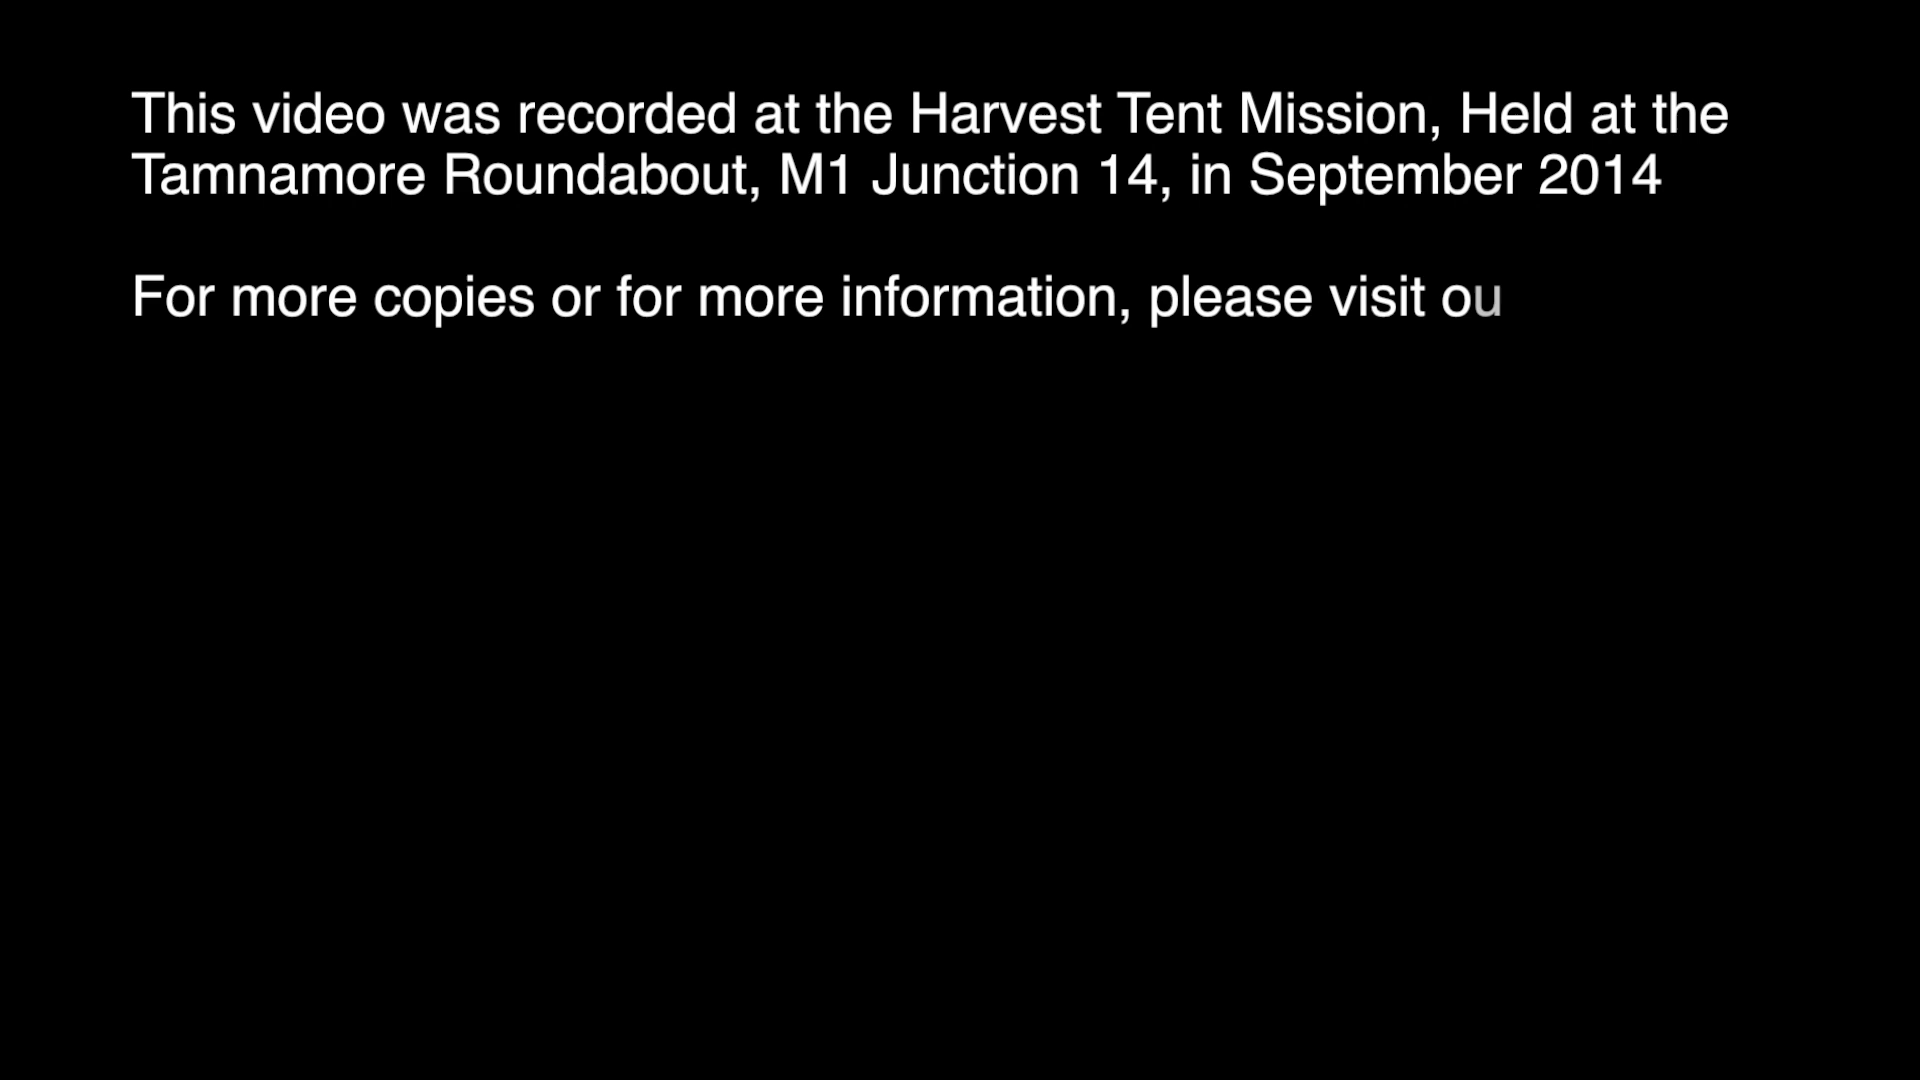 This video was recorded at the Harvest Tent Mission, Held at the
Tamnamore Roundabout, M1 Junction 14, in September 2014
For more copies or for more information, please visit ou